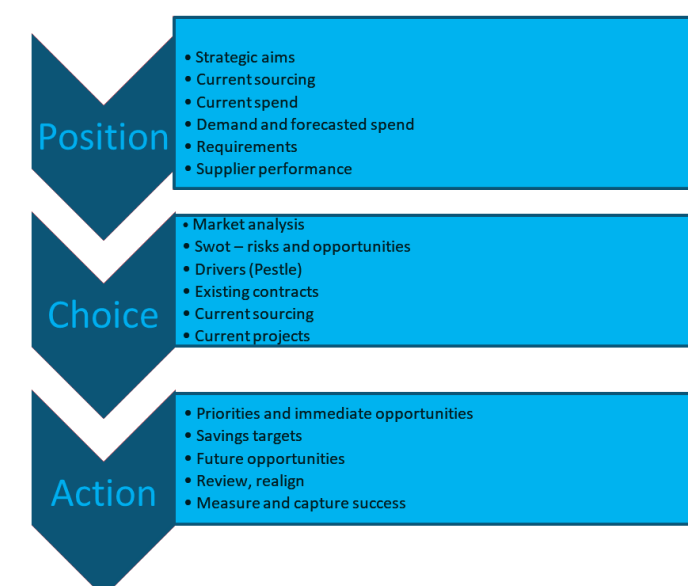 Position
• Strategic aims
• Current sourcing
• Current spend
• Demand and forecasted spend
• Requirements
• Supplier performance
Choice
• Market analysis
• Swot – risks and opportunities
• Drivers (Pestle)
• Existing contracts
• Current sourcing
• Current projects
Action
• Priorities and immediate opportunities
• Savings targets
• Future opportunities
• Review, realign
• Measure and capture success